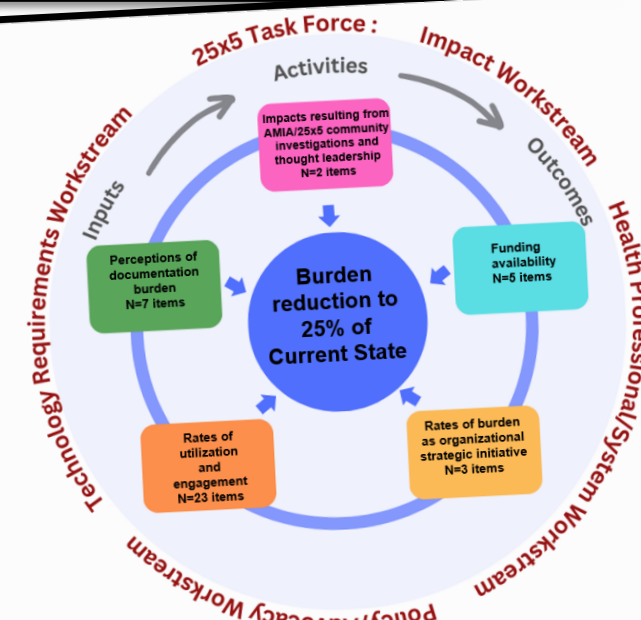 25x5 Task Force :
Impact Workstream
Health Professional/System Workstream
Workstream
Technology Requirements Workstream
Inputs
Activities
Outcomes
Impacts resulting from
AMIA/25x5 community
investigations and
thought leadership
N=2 items
Funding
availability
N=5 items
Rates of burden
as organizational
strategic initiative
N=3 items
Rates of
utilization
and
engagement
N=23 items
Perceptions of
documentation
burden
N=7 items
Burden
reduction to
25% of
Current State